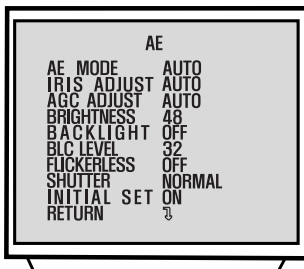 AE
AE MODE AUTO
IRIS ADJUST AUTO
AGC ADJUST AUTO
BRIGHTNESS 48
BACKLIGHT OFF
BLC LEVEL 32
FLICKERLESS OFF
SHUTTER NORMAL
INITIAL SET ON
RETURN ↴